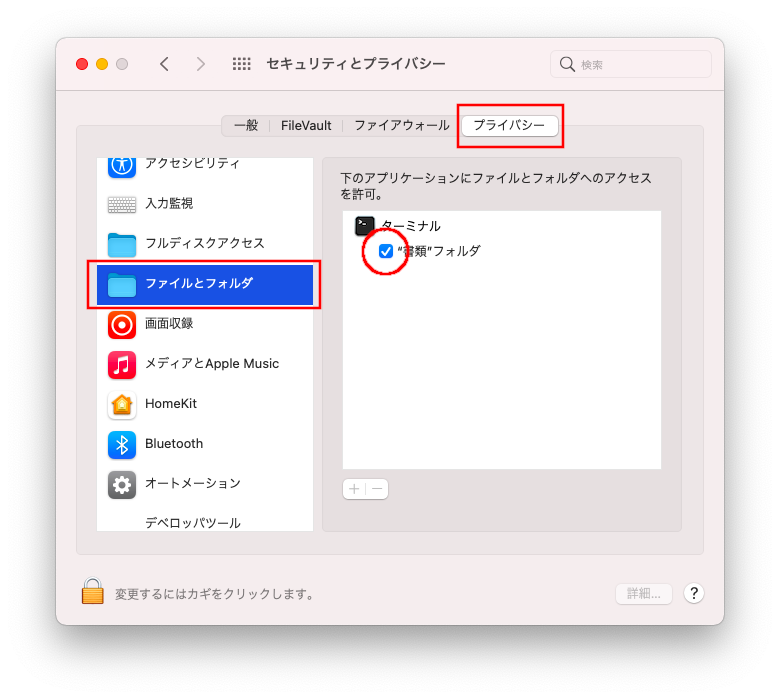 セキュリティとプライバシー
検索
一般
FileVault
ファイアウォール
プライバシー
アクセシビリティ
入力監視
フルディスクアクセス
ファイルとフォルダ
画面収録
メディアとApple Music
HomeKit
Bluetooth
オートメーション
デベロッパツール
下のアプリケーションにファイルとフォルダへのアクセス
を許可。
ターミナル
“書類”フォルダ
変更するにはカギをクリックします。
詳細...
?